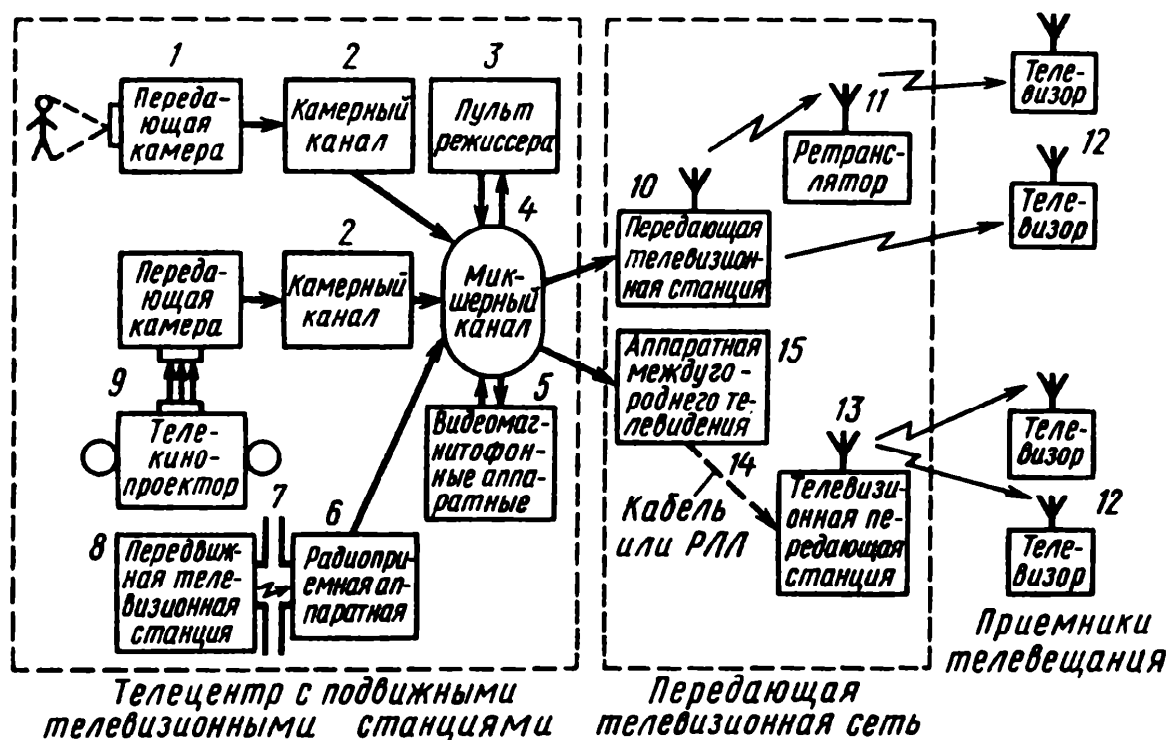 1
Переда-
ющая
камера
2
Камерный
канал
3
Пульт
режиссера
4
Мик-
шерный
канал
2
Переда-
ющая
камера
Камерный
канал
9
Теле-
кино-
проектор
5
Видеомаг-
нитофон-
ные аппа-
ратные
7
6
8
Передвиж-
ная теле-
визионная
станция
Радиопри-
емная ап-
паратная
Телецентр с подвижными
телевизионными станциями
10
Передающая
телевизион-
ная станция
11
Ретранс-
лятор
Аппаратная
междуго-
роднего те-
левидения
15
14
Кабель
или РЛЛ
13
Телевизи-
онная пе-
редающая
станция
Передающая
телевизионная сеть
Теле-
визор
12
Теле-
визор
Теле-
визор
12
Теле-
визор
Приемники
телевещания